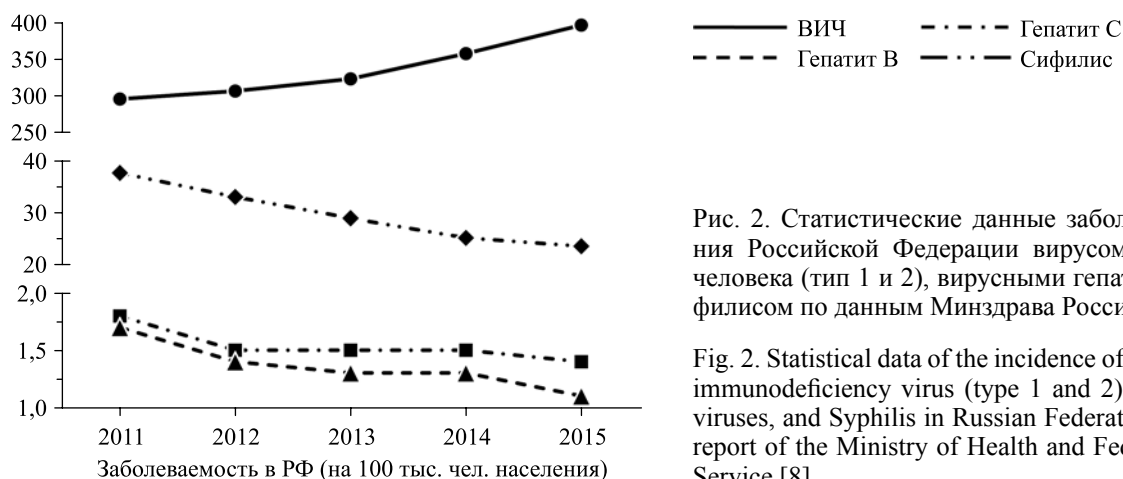 400
350
300
250
40
30
20
2,0
1,5
1,0
2011 2012 2013 2014 2015
Заболеваемость в РФ (на 100 тыс. чел. населения)
ВИЧ
Гепатит В
Гепатит С
Сифилис
Рис. 2. Статистические данные забол
ния Российской Федерации вирусом
человека (тип 1 и 2), вирусными гепат
филисом по данным Минздрава Росси
Fig. 2. Statistical data of the incidence of
immunodeficiency virus (type 1 and 2)
viruses, and Syphilis in Russian Federat
report of the Ministry of Health and Fed
Service [8]